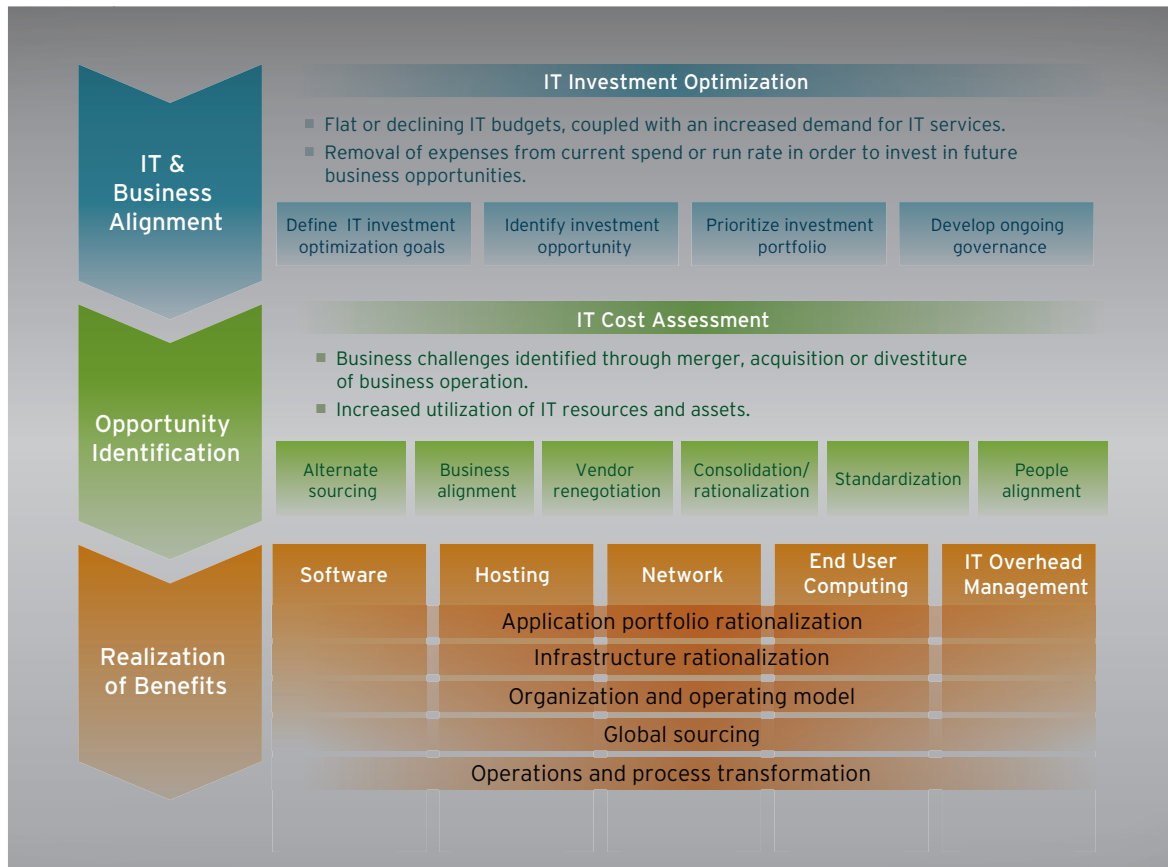 IT &
Business
Alignment
IT Investment Optimization
Flat or declining IT budgets, coupled with an increased demand for IT services.
Removal of expenses from current spend or run rate in order to invest in future
business opportunities.
Define IT investment
optimization goals
Identify investment
opportunity
Prioritize investment
portfolio
Develop ongoing
governance
Opportunity
Identification
IT Cost Assessment
Business challenges identified through merger, acquisition or divestiture
of business operation.
Increased utilization of IT resources and assets.
Alternate
sourcing
Business
alignment
Vendor
renegotiation
Consolidation/
rationalization
Standardization
People
alignment
Realization
of Benefits
Software
Hosting
Network
End User
Computing
IT Overhead
Management
Application portfolio rationalization
Infrastructure rationalization
Organization and operating model
Global sourcing
Operations and process transformation